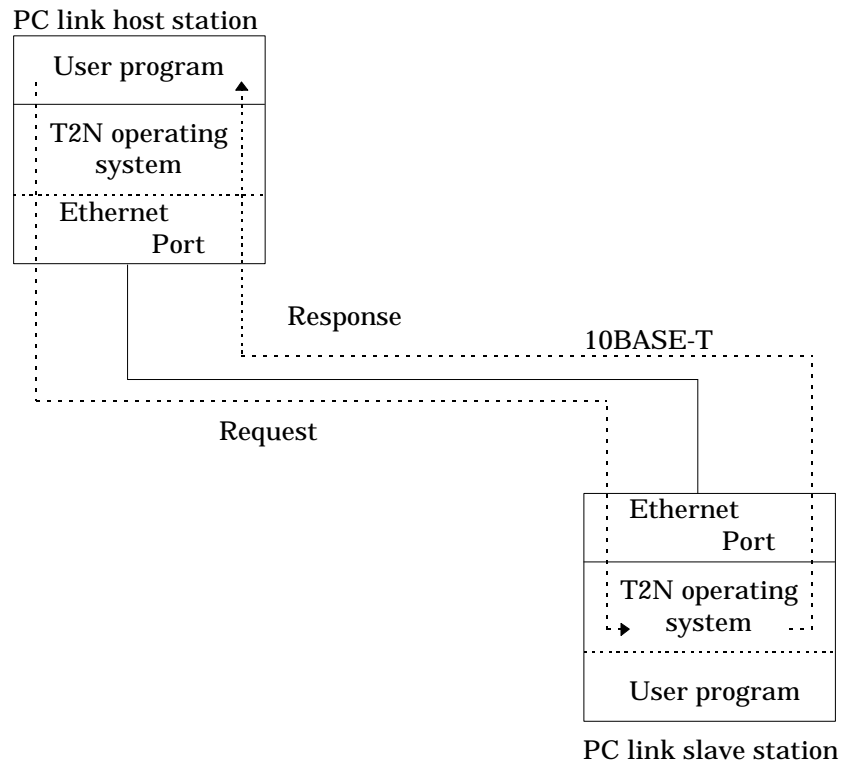 PC link host station
User program
T2N operating
system
Ethernet
Port
Response
10BASE-T
Request
Ethernet
Port
T2N operating
system
User program
PC link slave station